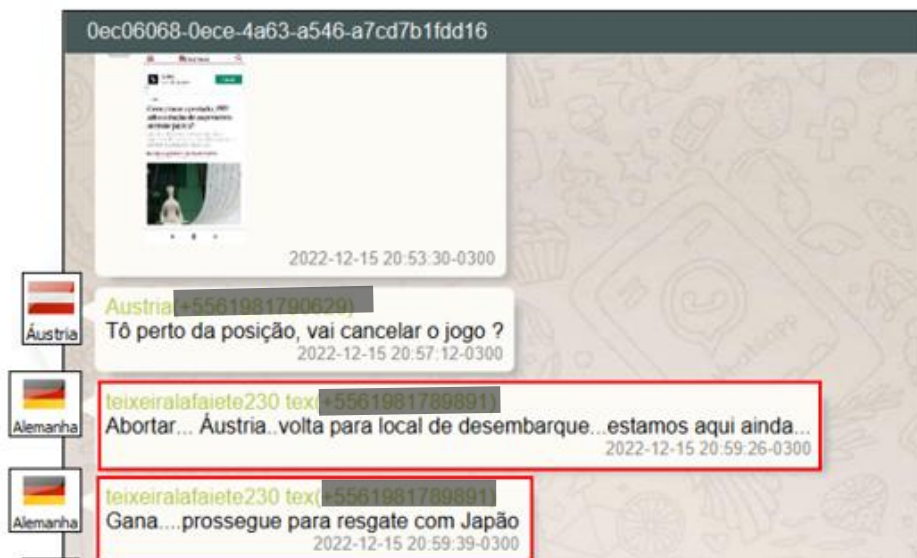 0ec06068-0ece-4a63-a546-a7cd7b1fdd16
2022-12-15 20:53:30-0300
Áustria
Austria(
Tô perto da posição, vai cancelar o jogo ?
2022-12-15 20:57:12-0300
Alemanha
teixeiralafaiete230 tex(
Abortar... Áustria..volta para local de desembarque...estamos aqui ainda...
2022-12-15 20:59:26-0300
Alemanha
teixeiralafaiete230 tex(
Gana....prossegue para resgate com Japão
2022-12-15 20:59:39-0300